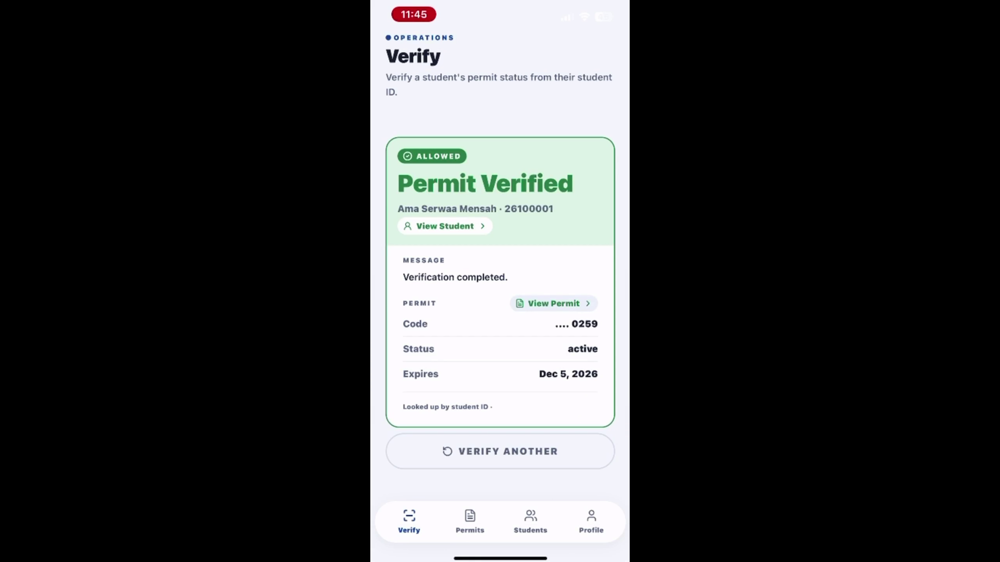 11:45
OPERATIONS
Verify
Verify a student's permit status from their student
ID.
ALLOWED
Permit Verified
Ama Serwaa Mensah · 26100001
View Student
MESSAGE
Verification completed.
PERMIT
View Permit
Code
.... 0259
Status
active
Expires
Dec 5, 2026
Looked up by student ID ·
VERIFY ANOTHER
Verify
Permits
Students
Profile